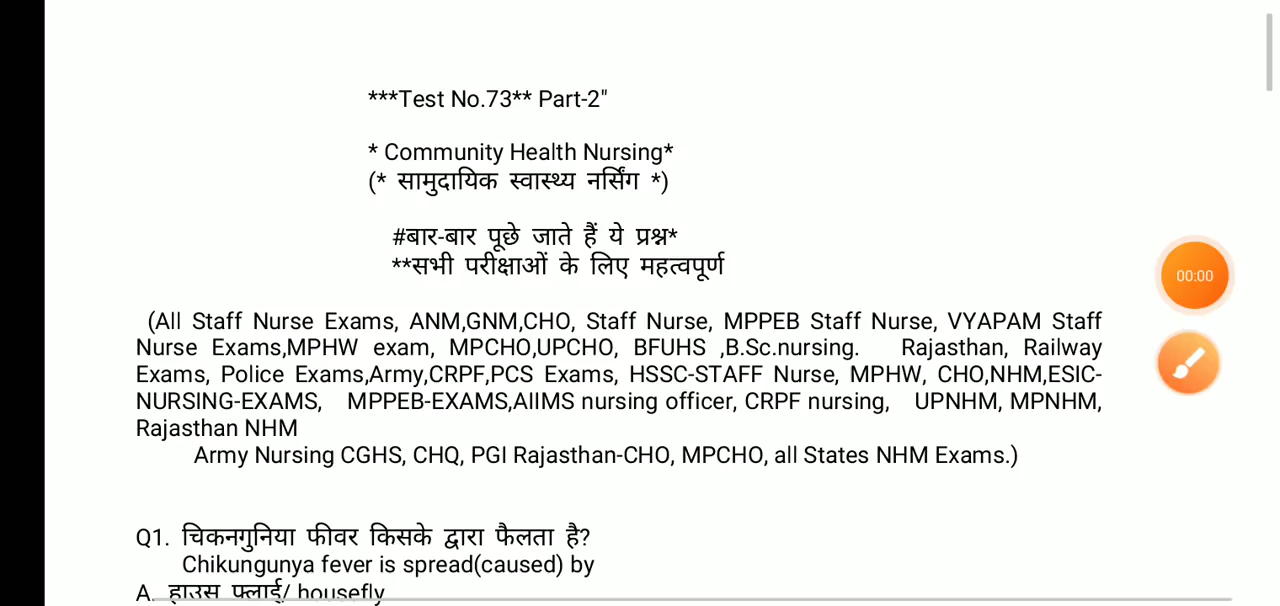 ***Test No.73** Part-2"
* Community Health Nursing*
(* सामुदायिक स्वास्थ्य नर्सिंग *)
#बार-बार पूछे जाते हैं ये प्रश्न*
**सभी परीक्षाओं के लिए महत्वपूर्ण
(All Staff Nurse Exams, ANM,GNM,CHO, Staff Nurse, MPPEB Staff Nurse, VYAPAM Staff
Nurse Exams,MPHW exam, MPCHO,UPCHO, BFUHS ,B.Sc.nursing. Rajasthan, Railway
Exams, Police Exams,Army,CRPF,PCS Exams, HSSC-STAFF Nurse, MPHW, CHO,NHM,ESIC-
NURSING-EXAMS, MPPEB-EXAMS,AIIMS nursing officer, CRPF nursing, UPNHM, MPNHM,
Rajasthan NHM
Army Nursing CGHS, CHQ, PGI Rajasthan-CHO, MPCHO, all States NHM Exams.)
00:00
Q1. चिकनगुनिया फीवर किसके द्वारा फैलता है?
Chikungunya fever is spread(caused) by
A. हाउस फ्लाई/ housefly